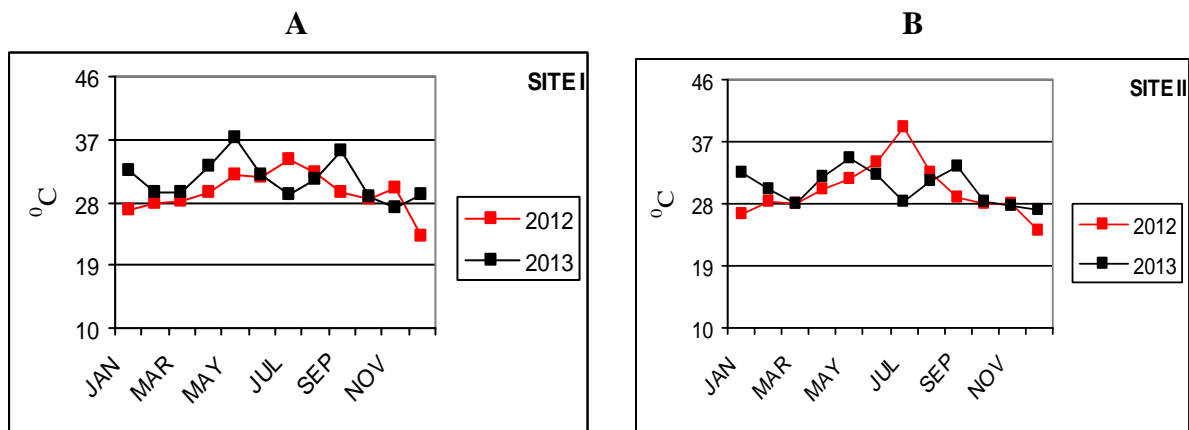 A
SITE I
46
37
28
19
10
⁰C
JAN
MAR
MAY
JUL
SEP
NOV
2012
2013
B
SITE II
46
37
28
19
10
⁰C
JAN
MAR
MAY
JUL
SEP
NOV
2012
2013